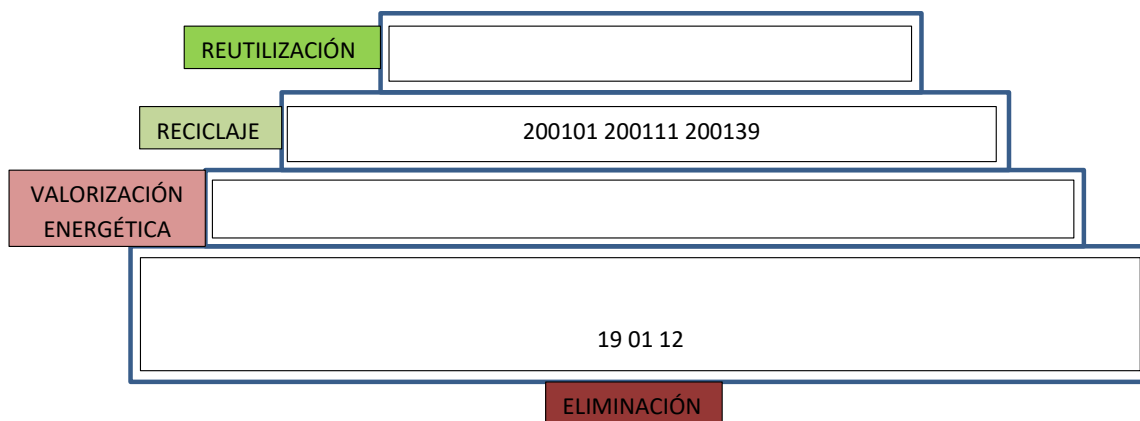 REUTILIZACIÓN
RECICLAJE
200101 200111 200139
VALORIZACIÓN
ENERGÉTICA
19 01 12
ELIMINACIÓN